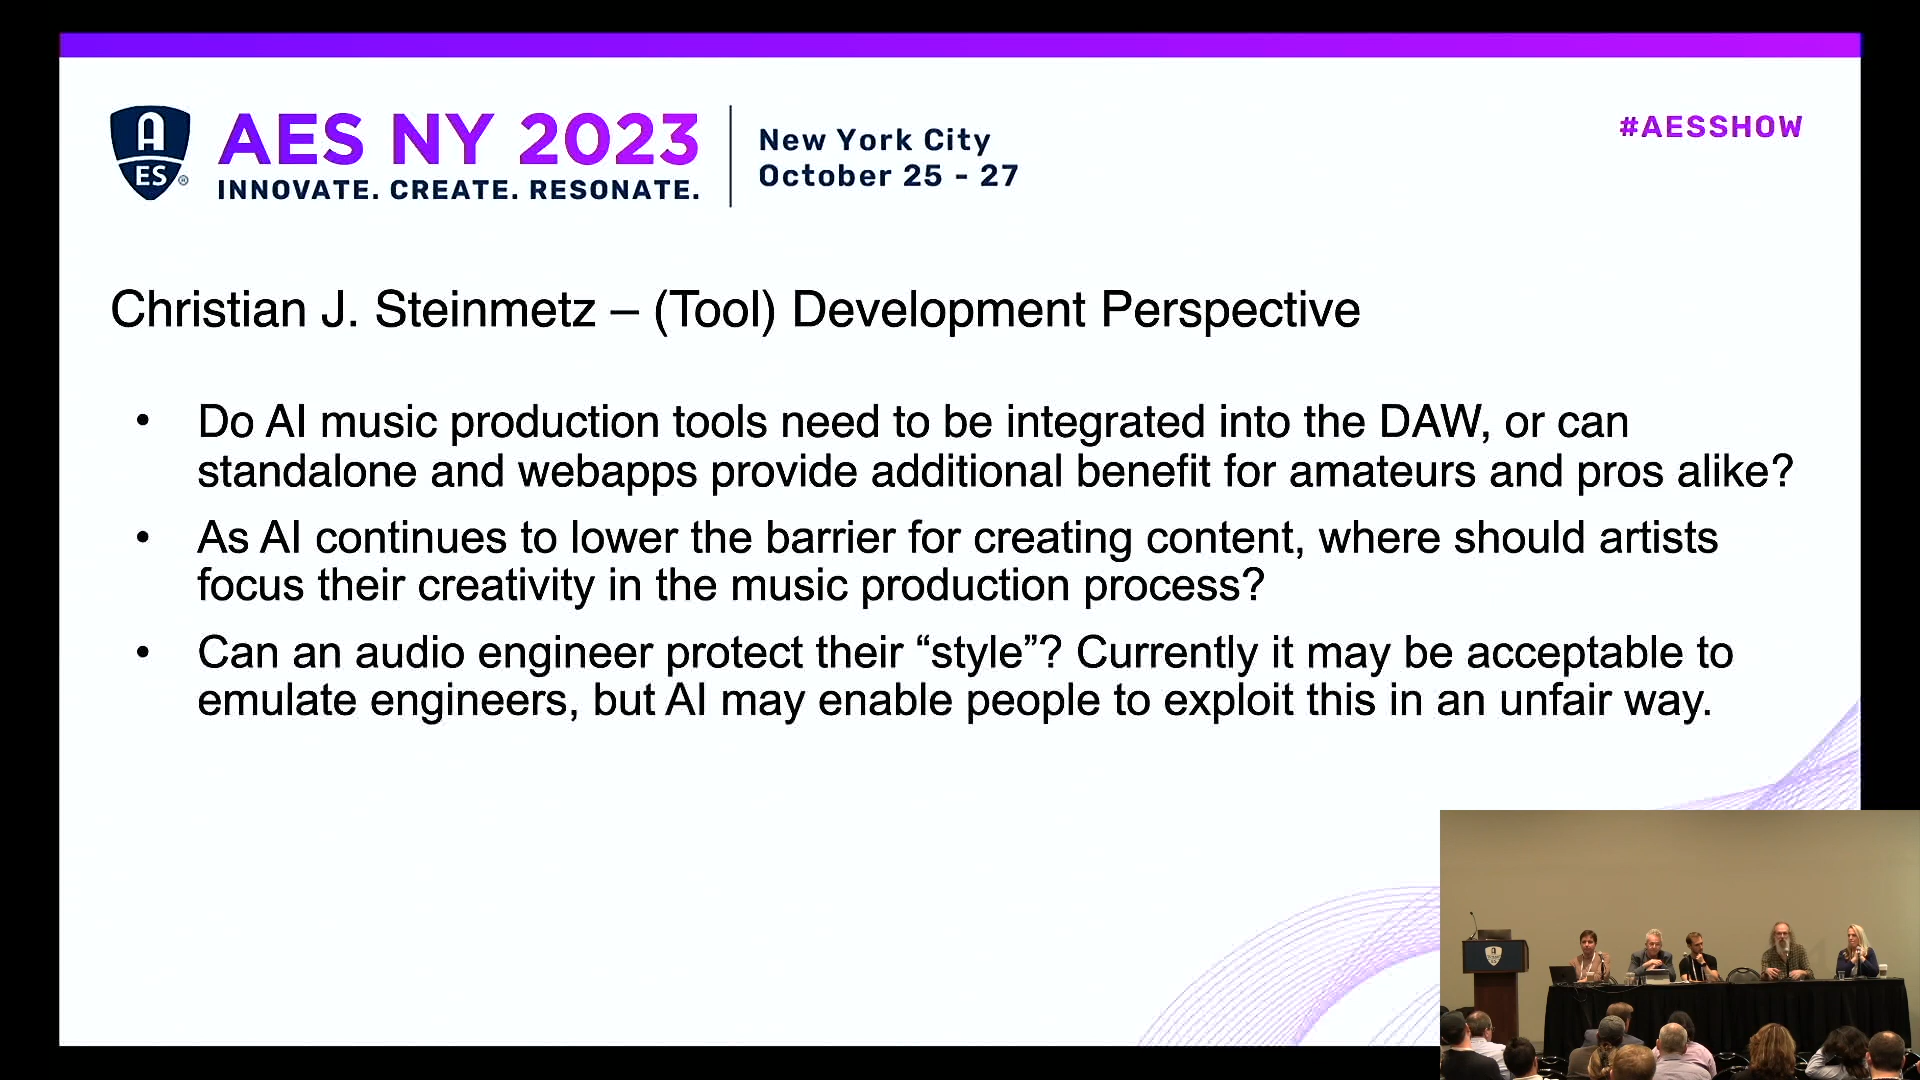 A
ES®
AES NY 2023
INNOVATE. CREATE. RESONATE.
New York City
October 25 - 27
#AESSHOW
Christian J. Steinmetz – (Tool) Development Perspective
• Do AI music production tools need to be integrated into the DAW, or can
standalone and webapps provide additional benefit for amateurs and pros alike?
• As AI continues to lower the barrier for creating content, where should artists
focus their creativity in the music production process?
• Can an audio engineer protect their “style”? Currently it may be acceptable to
emulate engineers, but AI may enable people to exploit this in an unfair way.